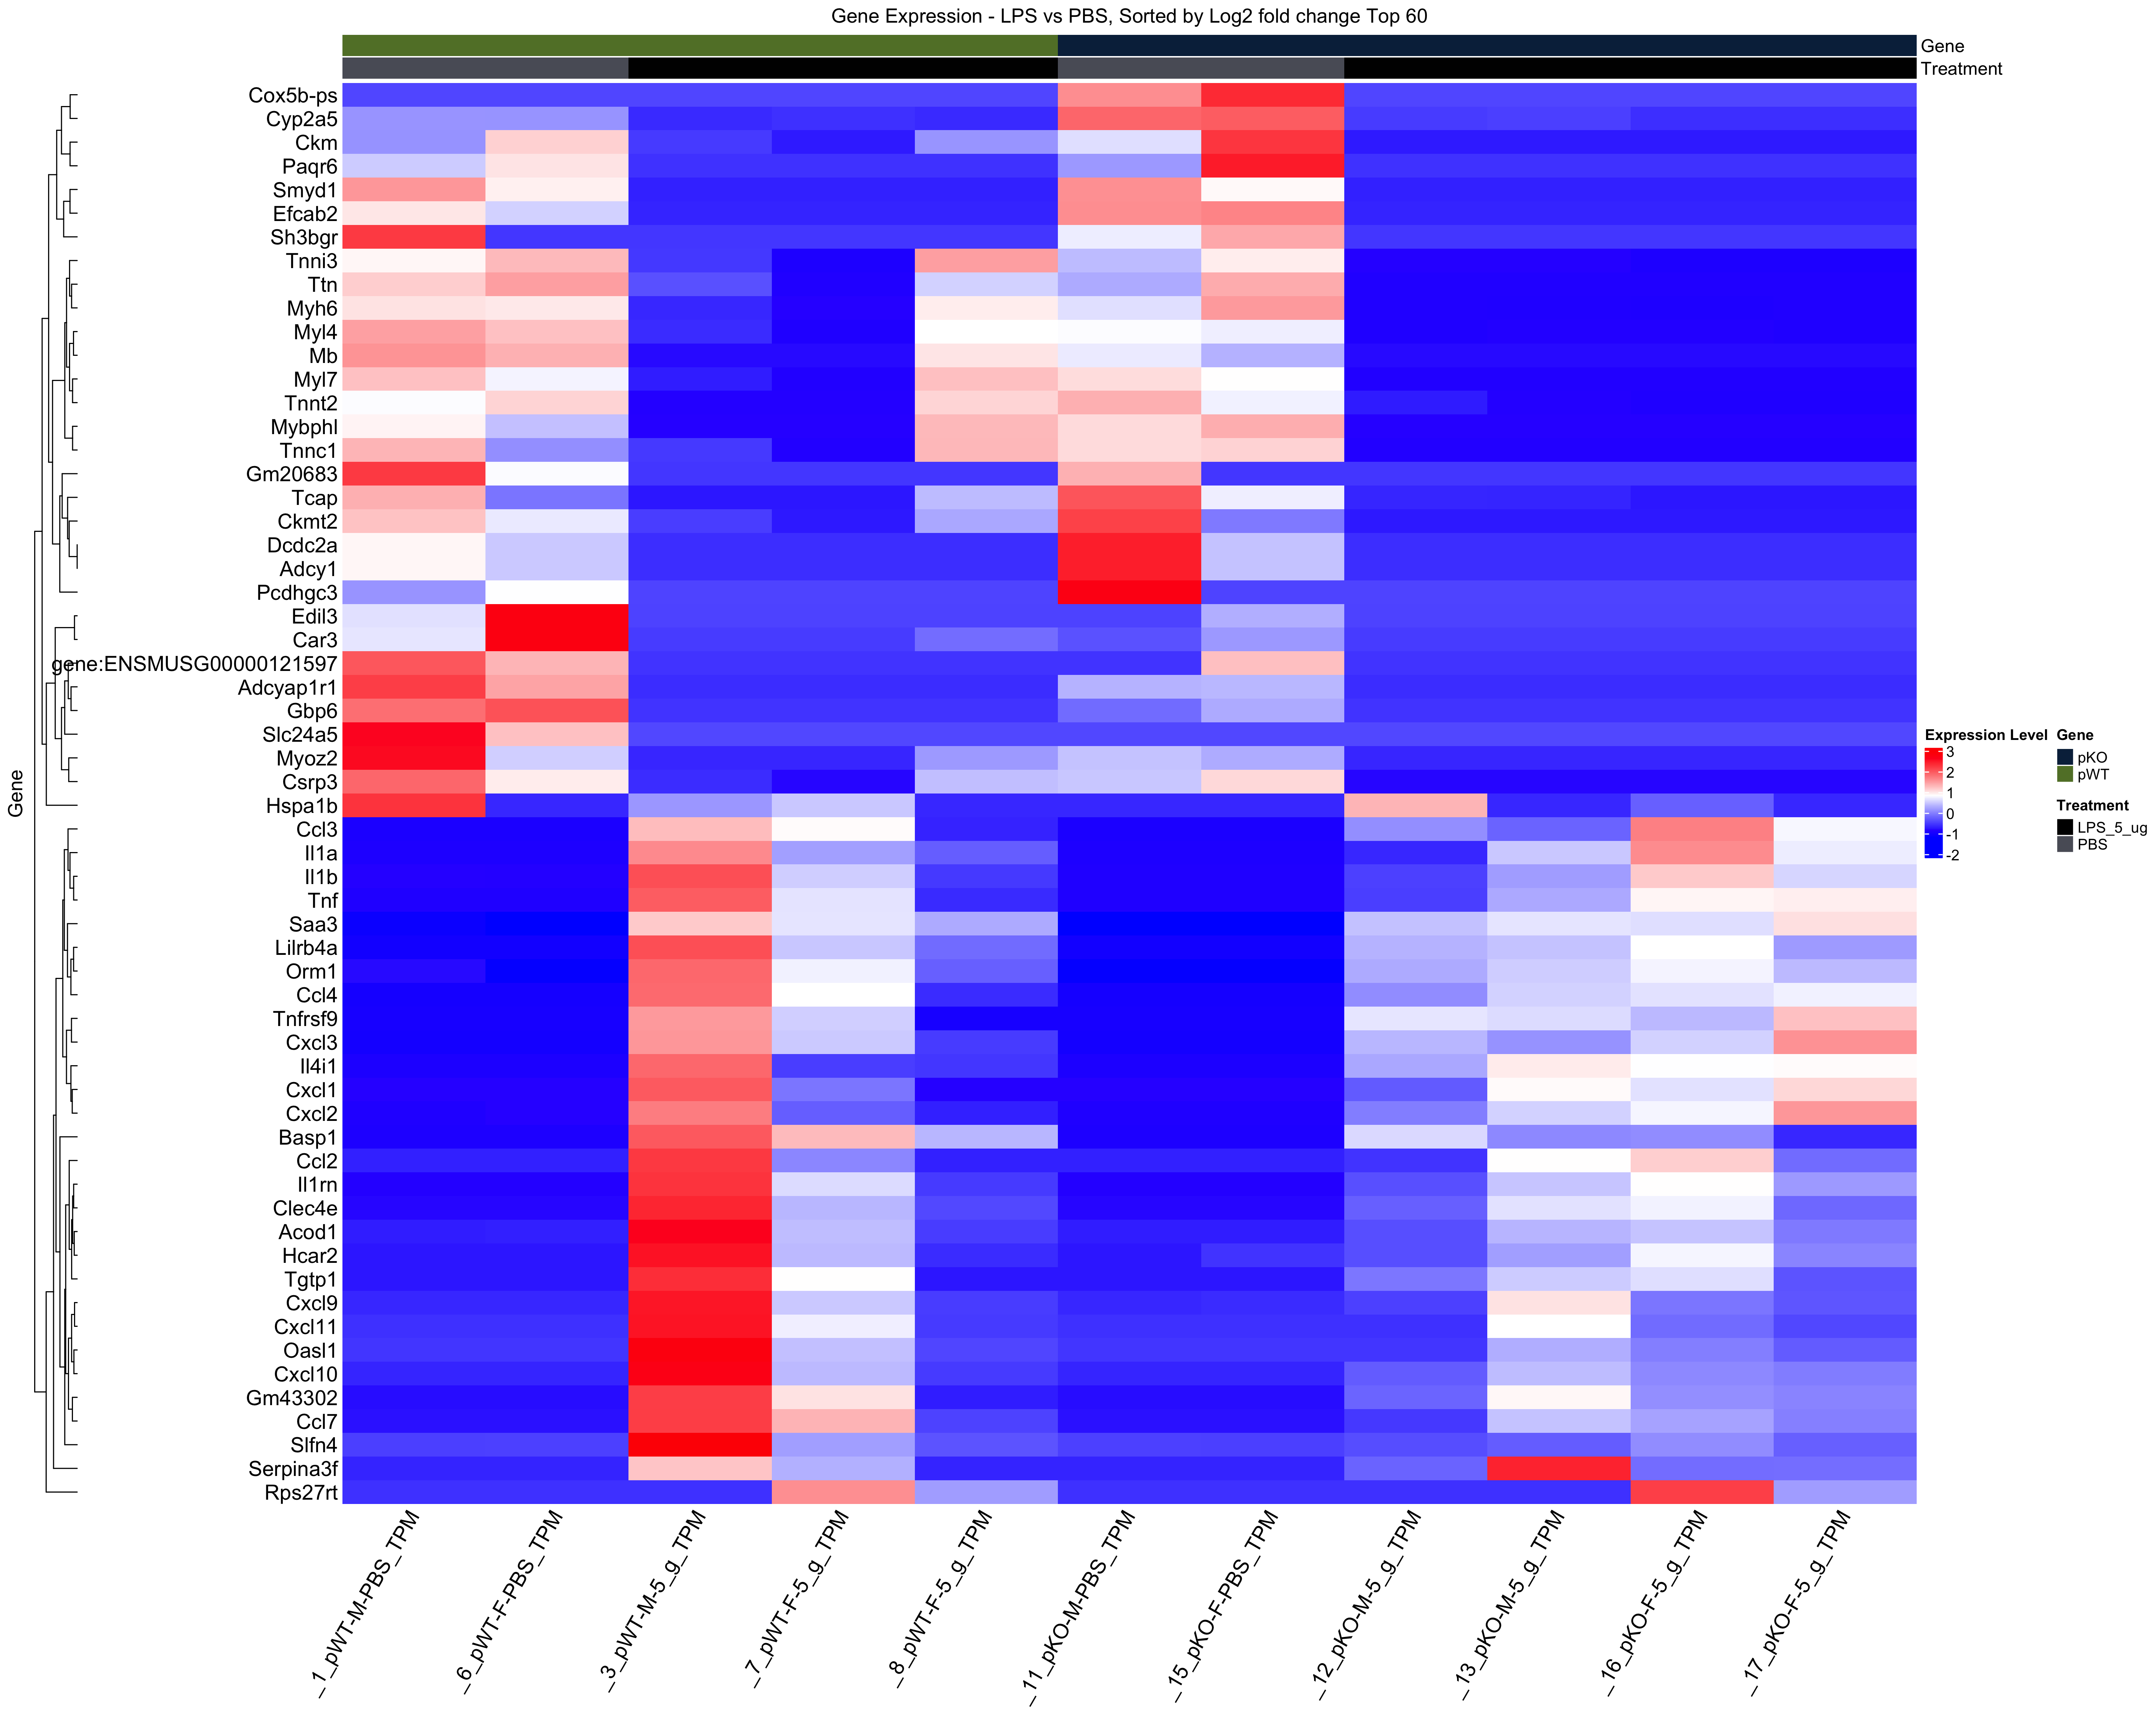 Gene Expression - LPS vs PBS, Sorted by Log2 fold change Top 60
Gene
Treatment
Cox5b-ps
Cyp2a5
Ckm
Paqr6
Smyd1
Efcab2
Sh3bgr
Tnni3
Ttn
Myh6
Myl4
Mb
Myl7
Tnnt2
Mybphl
Tnnc1
Gm20683
Tcap
Ckmt2
Dcdc2a
Adcy1
Pcdhgc3
Edil3
Car3
gene:ENSMUSG00000121597
Adcyap1r1
Gbp6
Slc24a5
Myoz2
Csrp3
Hspa1b
Ccl3
Il1a
Il1b
Tnf
Saa3
Lilrb4a
Orm1
Ccl4
Tnfrsf9
Cxcl3
Il4i1
Cxcl1
Cxcl2
Basp1
Ccl2
Il1rn
Clec4e
Acod1
Hcar2
Tgtp1
Cxcl9
Cxcl11
Oasl1
Cxcl10
Gm43302
Ccl7
Slfn4
Serpina3f
Rps27rt
Gene
_1_pWT-M-PBS_TPM
_6_pWT-F-PBS_TPM
_3_pWT-M-5_g_TPM
_7_pWT-F-5_g_TPM
_8_pWT-F-5_g_TPM
_11_pKO-M-PBS_TPM
_15_pKO-F-PBS_TPM
_12_pKO-M-5_g_TPM
_13_pKO-M-5_g_TPM
_16_pKO-F-5_g_TPM
_17_pKO-F-5_g_TPM
Expression Level
3
2
1
0
-1
-2
Gene
pKO
pWT
Treatment
LPS_5_ug
PBS